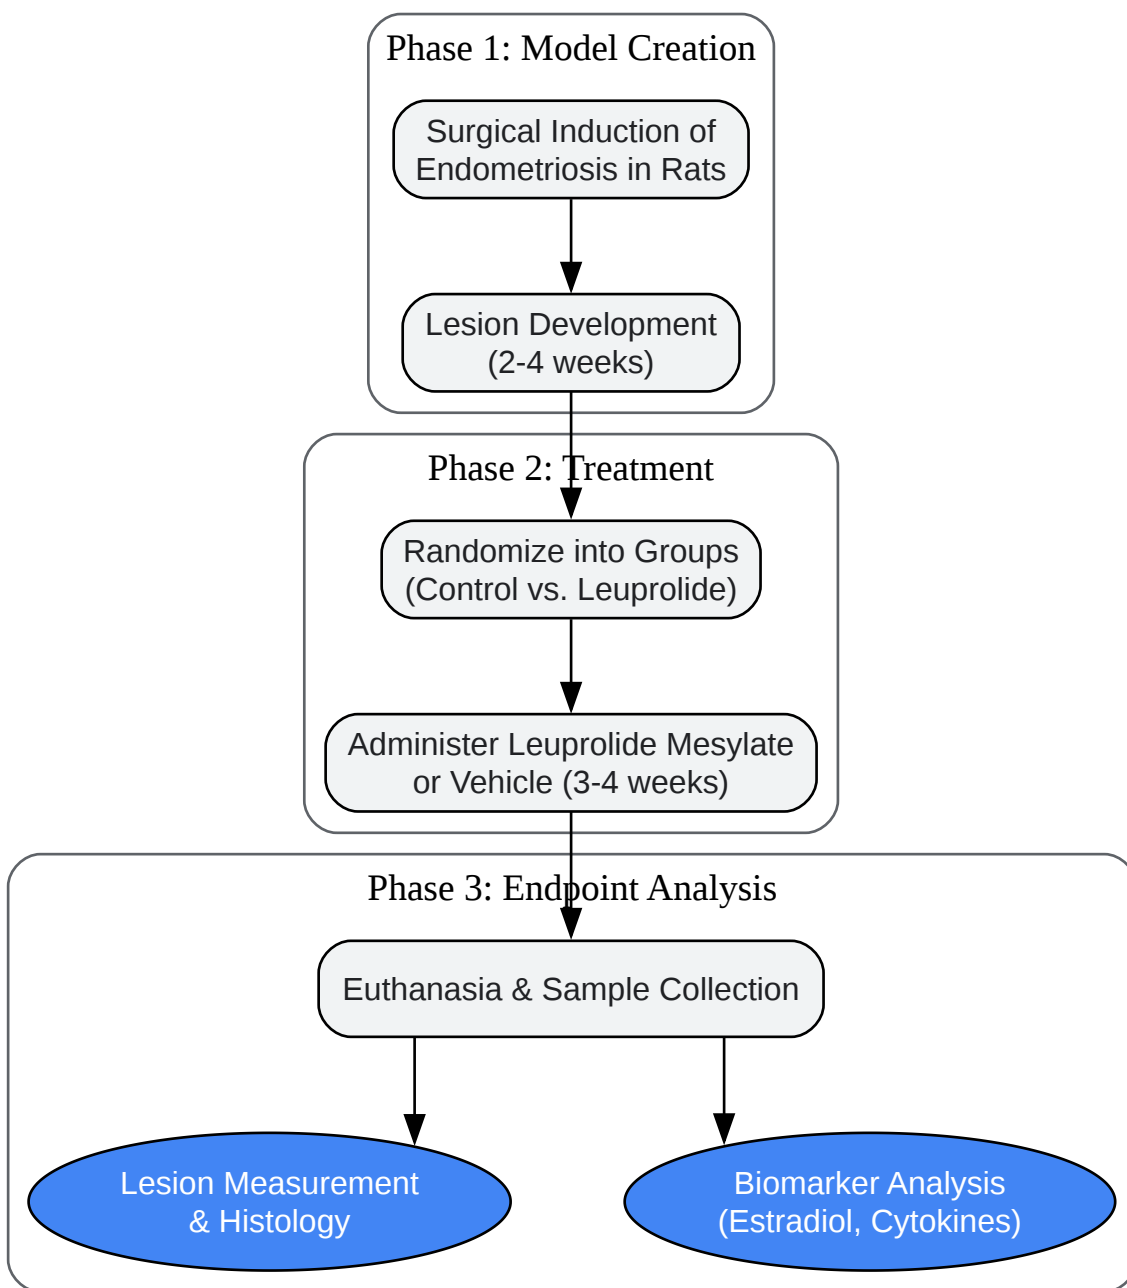 Phase 1: Model Creation
Surgical Induction of
Endometriosis in Rats
Lesion Development
(2-4 weeks)
Phase 2: Treatment
Randomize into Groups
(Control vs. Leuprolide)
Administer Leuprolide Mesylate
or Vehicle (3-4 weeks)
Phase 3: Endpoint Analysis
Euthanasia & Sample Collection
Lesion Measurement
& Histology
Biomarker Analysis
(Estradiol, Cytokines)